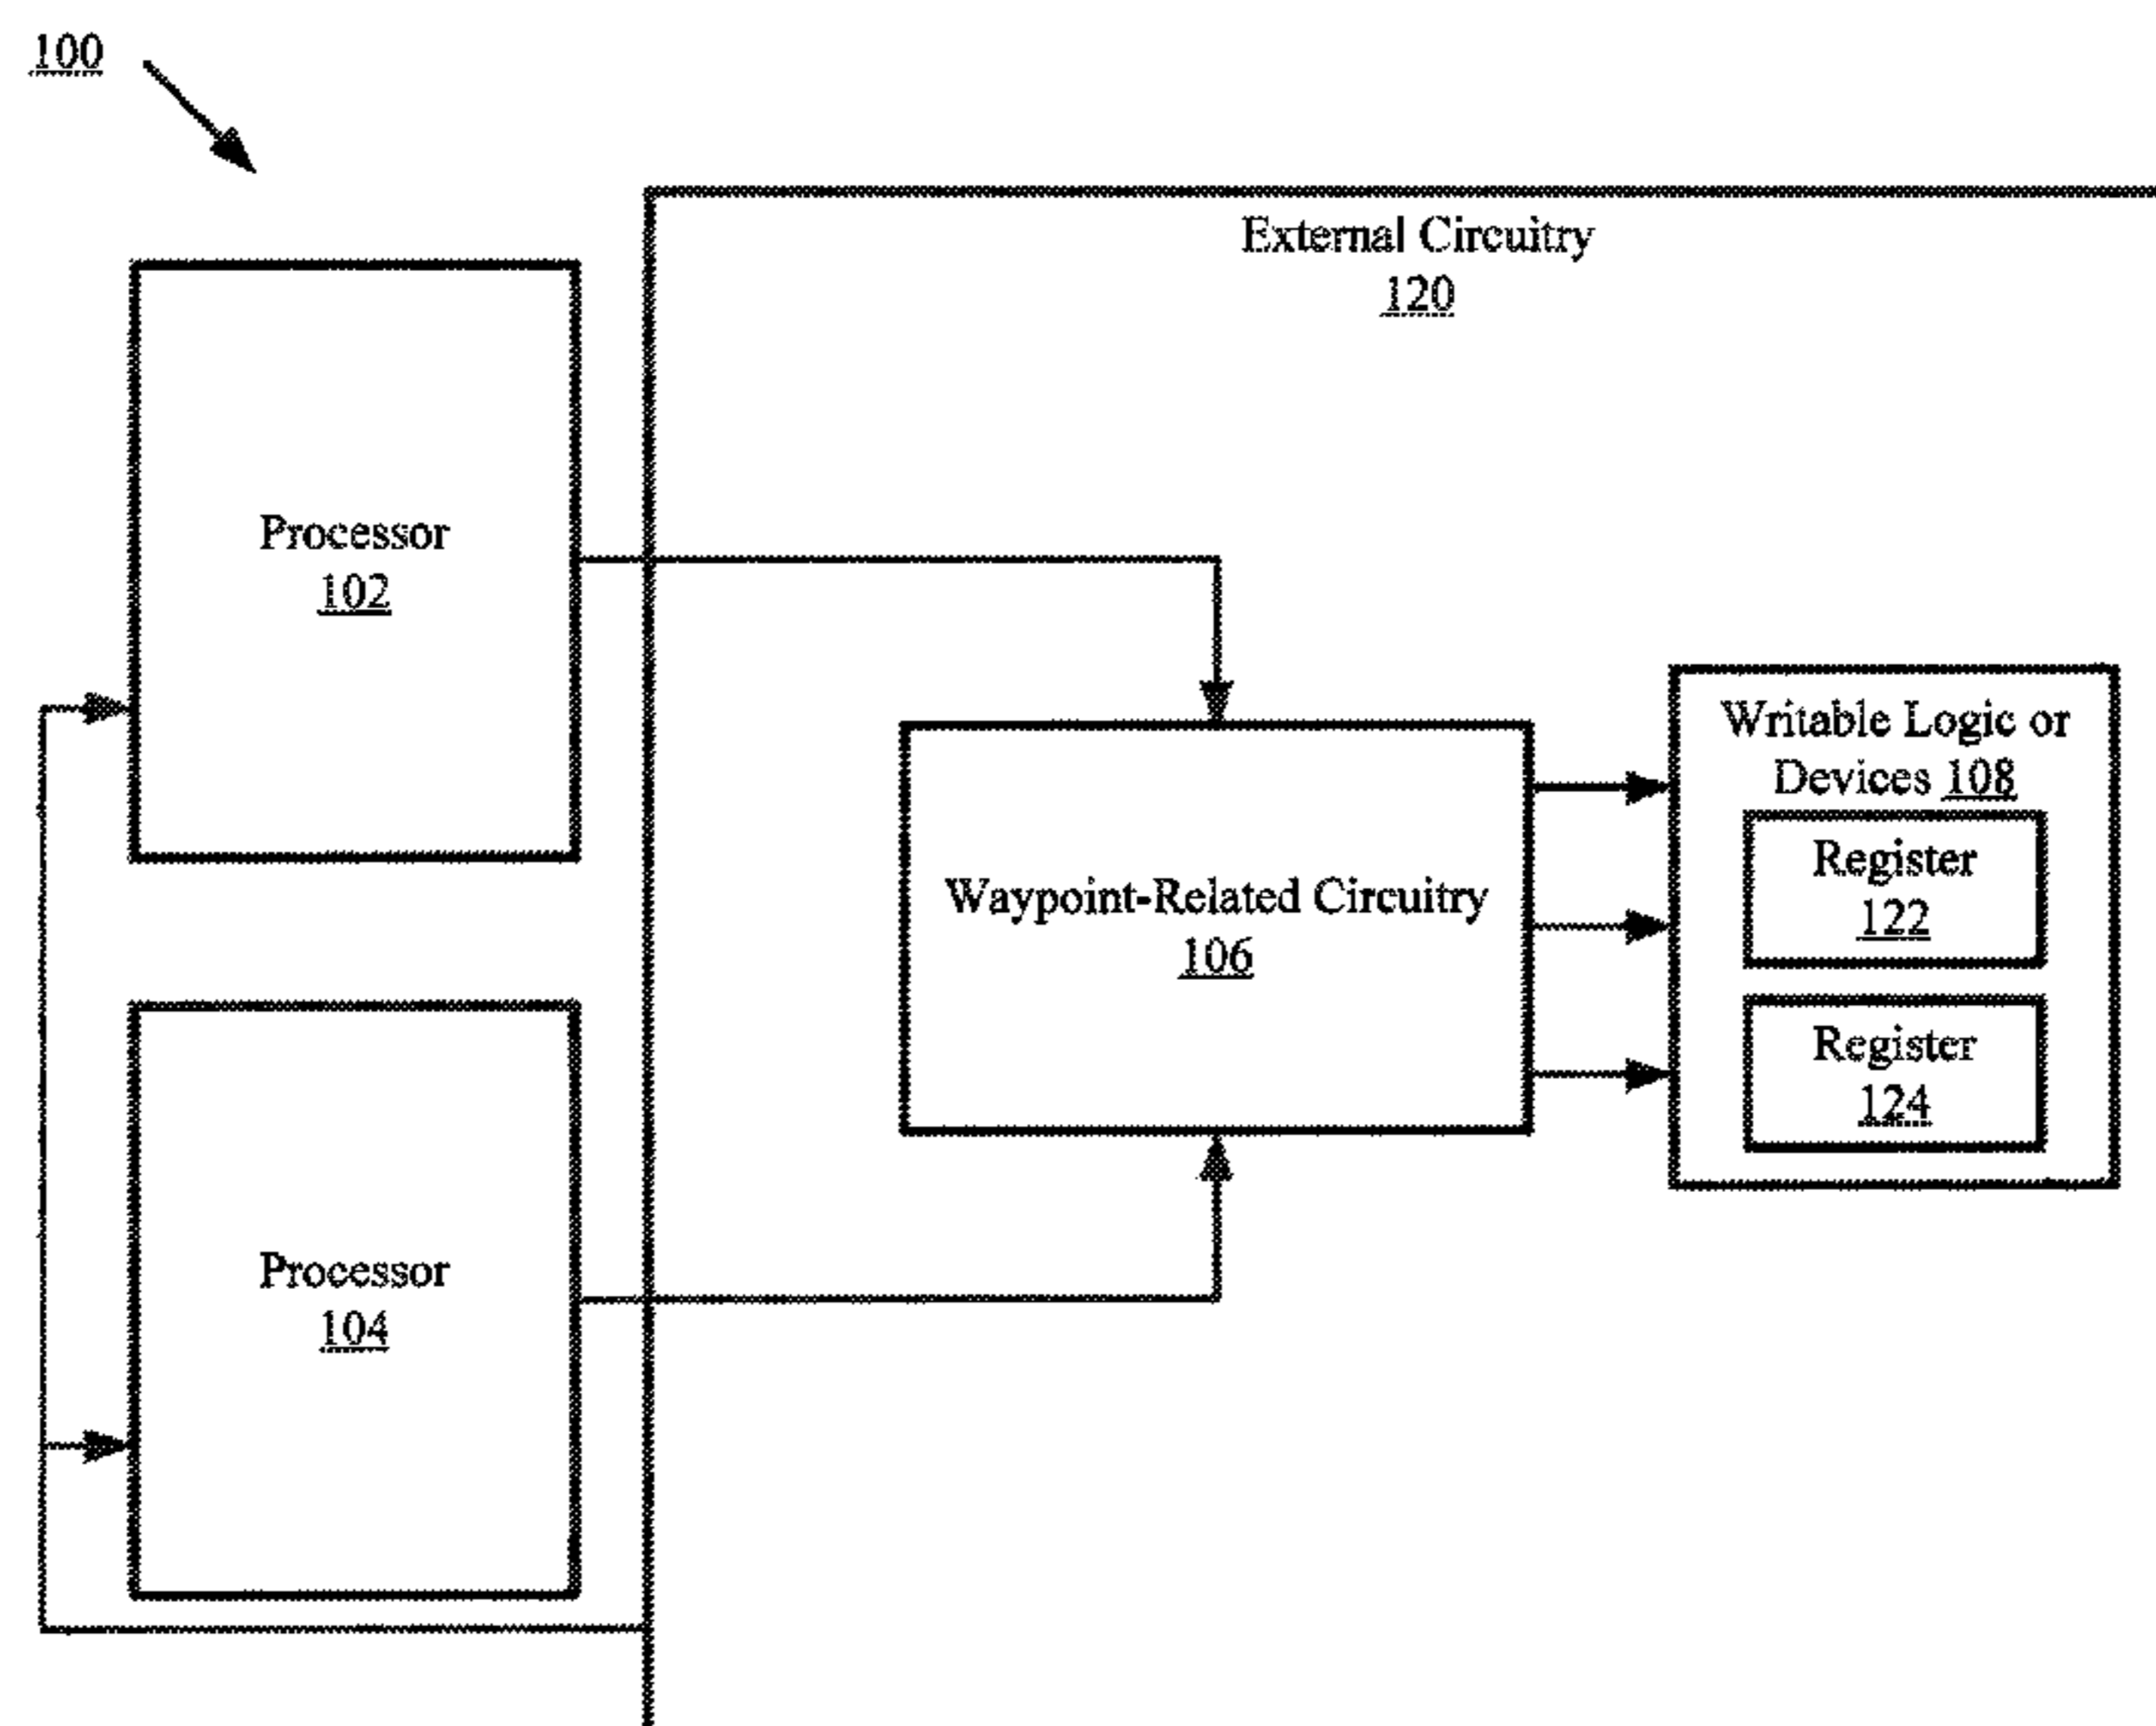 100
External Circuitry
120
Processor
102
Writable Logic or
Devices 108
Register
122
Waypoint-Related Circuitry
106
Register
124
Processor
104